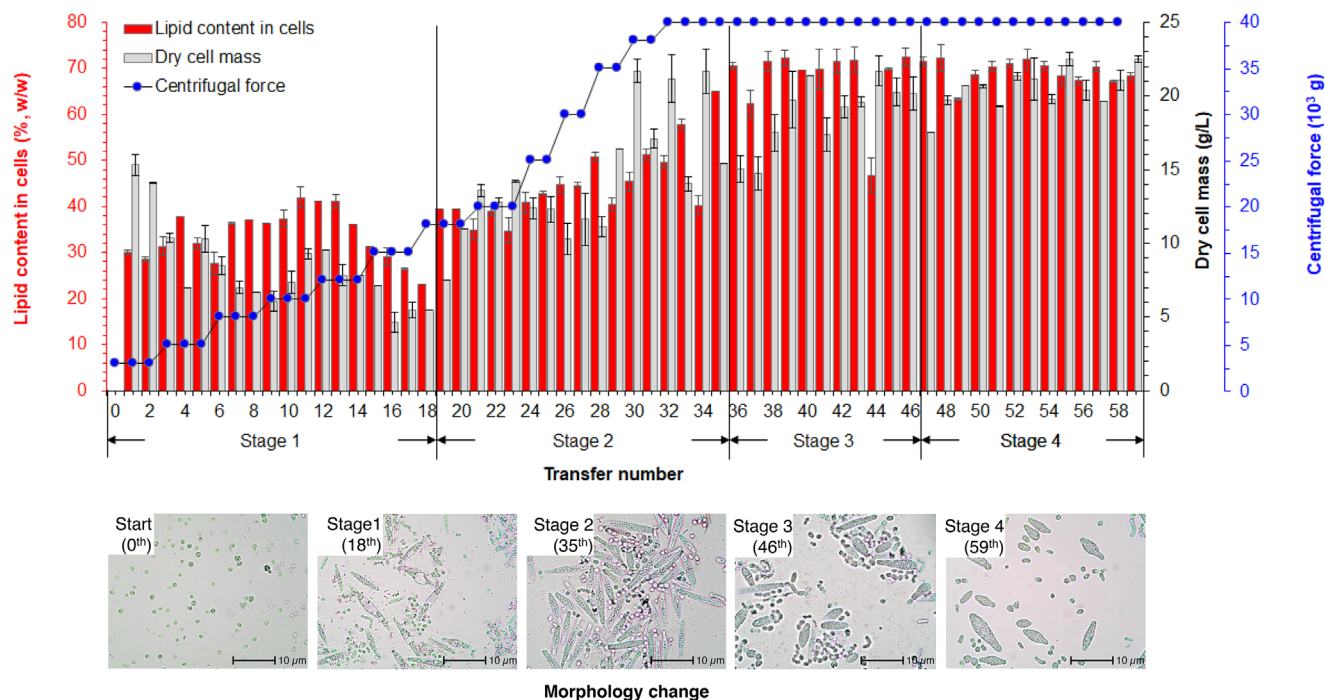 Lipid content in cells
Dry cell mass
Centrifugal force
Lipid content in cells (%, w/w)
80
70
60
50
40
30
20
10
0
25
20
15
10
5
0
Dry cell mass (g/L)
40
35
30
25
20
15
10
5
0
Centrifugal force (10³ g)
0 2 4 6 8 10 12 14 16 18 20 22 24 26 28 30 32 34 36 38 40 42 44 46 48 50 52 54 56 58
Stage 1 Stage 2 Stage 3 Stage 4
Transfer number
Start
(0th)
10 µm
Stage1
(18th)
10 µm
Stage 2
(35th)
10 µm
Stage 3
(46th)
10 µm
Stage 4
(59th)
10 µm
Morphology change